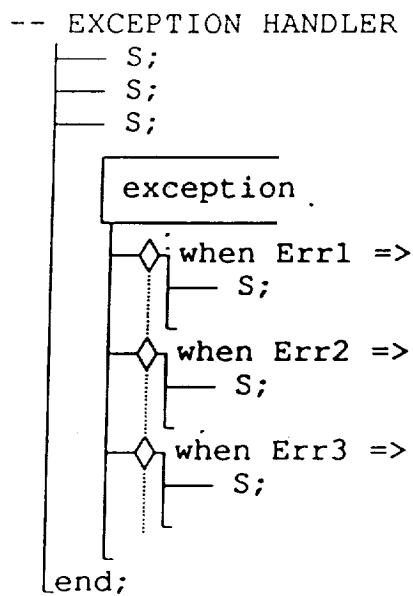 -- EXCEPTION HANDLER
S;
S;
S;
exception
when Err1 =>
S;
when Err2 =>
S;
when Err3 =>
S;
end;